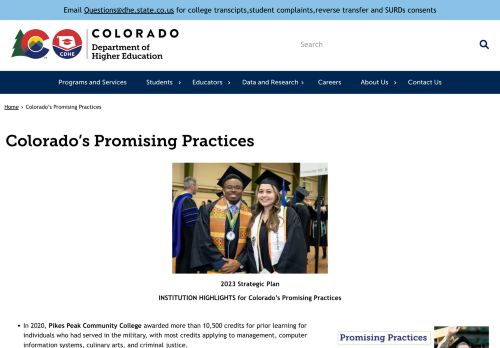 Email Questions@dhe.state.co.us for college transcipts,student complaints,reverse transfer and SURDs consents
COLORADO
Department of
Higher Education
CDHE
Search
Programs and Services Students Educators Data and Research Careers About Us Contact Us
Home > Colorado's Promising Practices
Colorado's Promising Practices
2023 Strategic Plan
INSTITUTION HIGHLIGHTS for Colorado's Promising Practices
In 2020, Pikes Peak Community College awarded more than 10,500 credits for prior learning for
individuals who had served in the military, with most credits applying to management, computer
information systems, culinary arts, and criminal justice.
Promising Practices